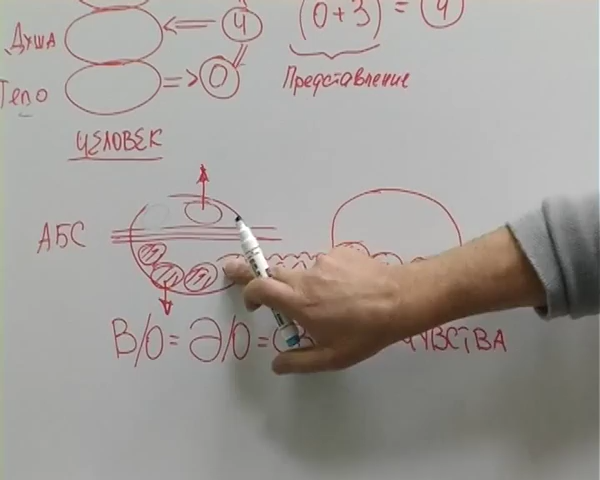 Душа 4 (0+3) = 4
Тело 0 Представление
ЧЕЛОВЕК
АБС
В/О = Э/О =
ЧУВСТВА